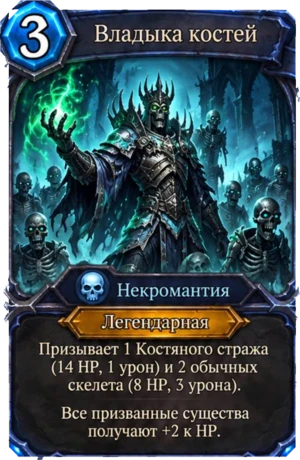 3
Владыка костей
Некромантия
Легендарная
Призывает 1 Костяного стража
(14 HP, 1 урон) и 2 обычных
скелета (8 HP, 3 урона).
Все призванные существа
получают +2 к HP.